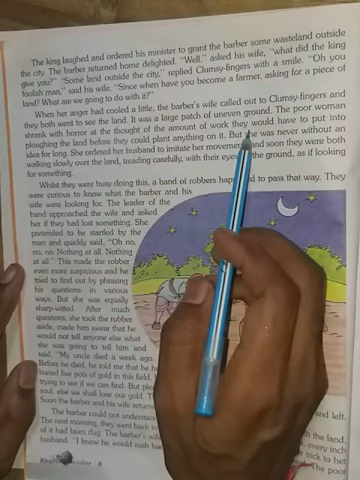 The king laughed and ordered his minister to grant the barber some wasteland outside
the city. The barber returned home delighted. "Well," asked his wife, "what did the king
give you?" "Some land outside the city," replied Clumsy-fingers with a smile. "Oh you
foolish man," said his wife. "Since when have you become a farmer, asking for a piece of
land? What are we going to do with it?"
When her anger had cooled a little, the barber's wife called out to Clumsy-fingers and
they both went to see the land. It was a large patch of uneven ground. The poor woman
shrank with horror at the thought of the amount of work they would have to put into
ploughing the land before they could plant anything on it. But she was never without an
idea for long. She ordered her husband to imitate her movements and soon they were both
walking slowly over the land, treading carefully, with their eyes the ground, as if looking
for something.
Whilst they were busy doing this, a band of robbers to pass that way. They
were curious to know what the barber and his
wife were looking for. The leader of the
band approached the wife and asked
her if they had lost something. She
pretended to be startled by the
man and quickly said, "Oh no,
no, no. Nothing at all. Nothing
at all." This made the robber
even more suspicious and he
tried to find out by phrasing
his questions in various
ways. But she was equally
sharp-witted. After much
questions, she took the robber
aside, made him swear that he
would not tell anyone else what
she was going to tell him and
said, "My uncle died a week ago.
Before he died, he told me that he
buried five pots of gold in this field.
trying to see if we can find. But
soul, else we shall lose our gold.
Soon the barber and his wife and left.
The barber could not understand the land.
The next morning, they went back to every inch
of it had been dug. The barber's trick to her
husband. "I knew he would rush The poor